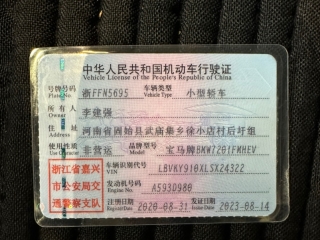 中华人民共和国机动车行驶证
Vehicle License of the People's Republic of China
号牌号码 浙FFN5695 车辆类型 小型轿车
Plate No. Vehicle Type
所有人 李建强
Owner
住址 河南省固始县武庙集乡徐小店村后圩组
Address
使用性质 非营运 品牌型号 宝马牌BMW7201FMHEV
Use Character Model
浙江省嘉兴
市公安局交
通警察支队
车辆识别代号 LBVKY910XLSX24322
VIN
发动机号码 A593D980
Engine No.
注册日期 2020-08-31 发证日期 2023-08-14
Register Date Issue Date